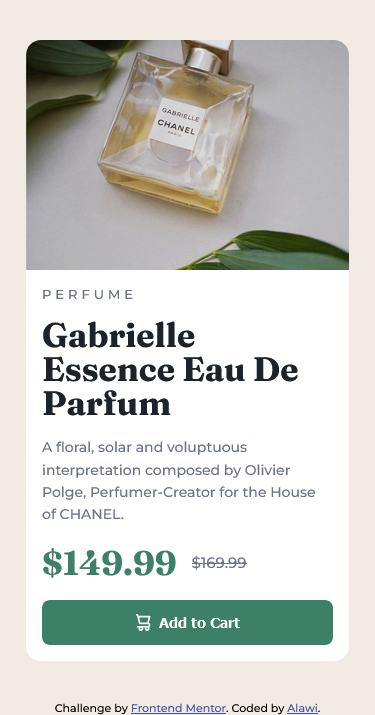 GABRIELLE
CHANEL
PARIS
PERFUME
Gabrielle
Essence Eau De
Parfum
A floral, solar and voluptuous
interpretation composed by Olivier
Polge, Perfumer-Creator for the House
of CHANEL.
$149.99 $169.99
Add to Cart
Challenge by Frontend Mentor. Coded by Alawi.